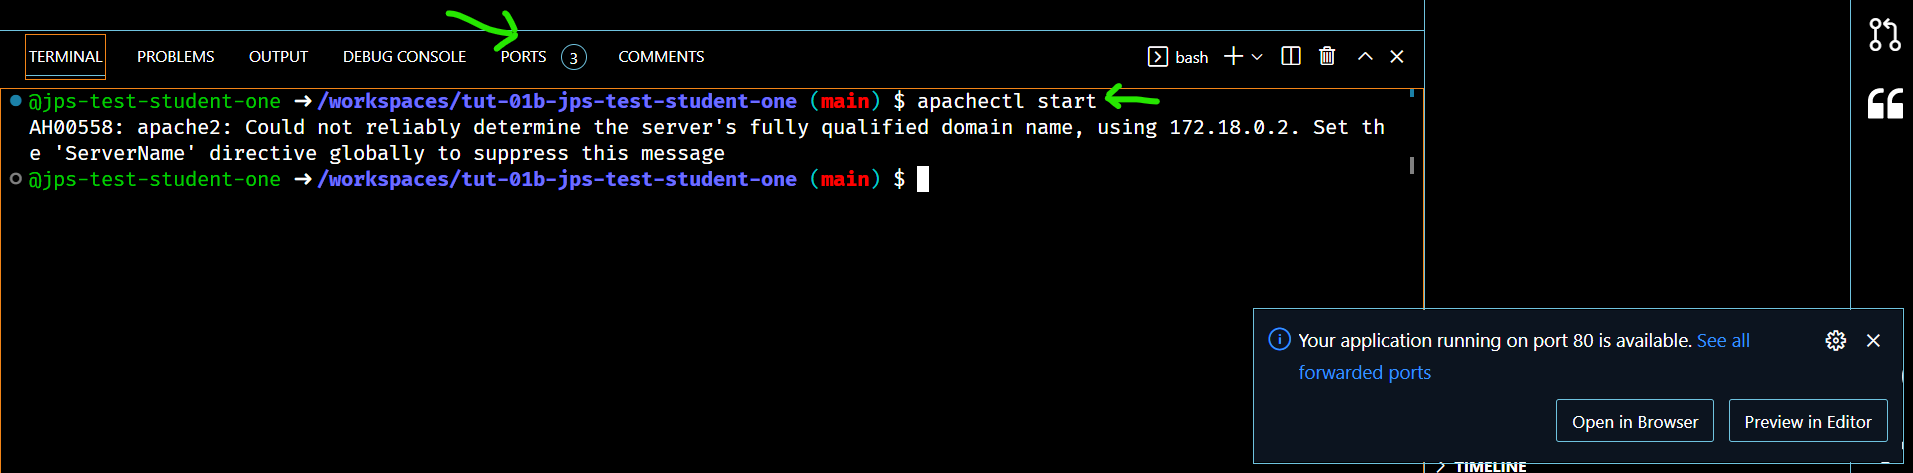 TERMINAL PROBLEMS OUTPUT DEBUG CONSOLE PORTS 3 COMMENTS bash
@jps-test-student-one ➜ /workspaces/tut-01b-jps-test-student-one (main) $ apachectl start
AH00558: apache2: Could not reliably determine the server's fully qualified domain name, using 172.18.0.2. Set th
e 'ServerName' directive globally to suppress this message
@jps-test-student-one ➜ /workspaces/tut-01b-jps-test-student-one (main) $
Your application running on port 80 is available. See all
forwarded ports
Open in Browser Preview in Editor
TIMELINE